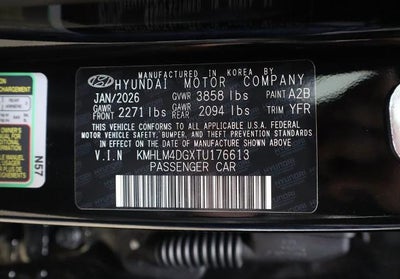 MANUFACTURED IN KOREA BY
HYUNDAI MOTOR COMPANY
JAN/2026 GVWR 3858 lbs PAINT A2B
GAWR FRONT 2271 lbs GAWR REAR 2094 lbs TRIM YFR
THIS VEHICLE CONFORMS TO ALL APPLICABLE U.S. FEDERAL
MOTOR VEHICLE SAFETY, BUMPER, AND THEFT PREVENTION
STANDARDS IN EFFECT ON THE DATE OF MANUFACTURE SHOWN ABOVE.
V.I.N KMHLM4DGXTU176613
PASSENGER CAR
N57